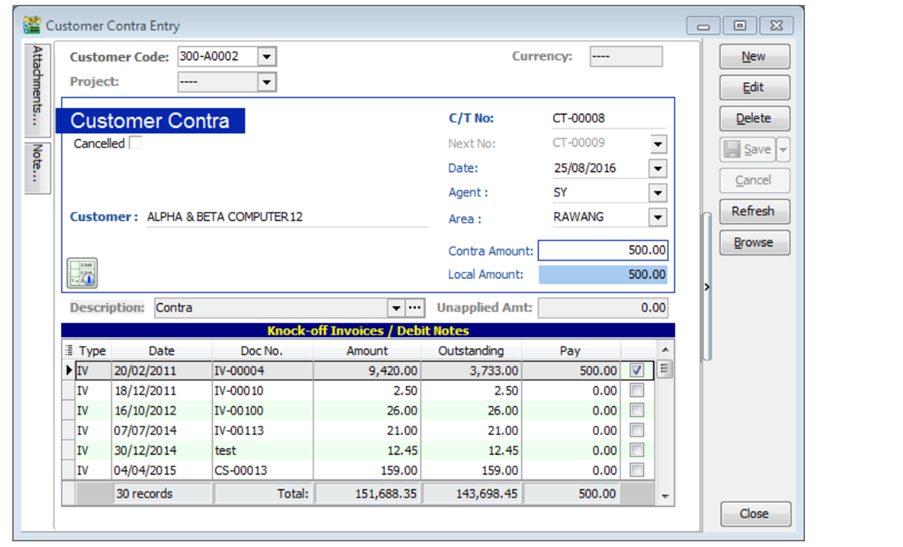 Customer Contra Entry
Attachments...
Note...
Customer Code: 300-A0002 Currency: ----
Project: ----
Customer Contra
Cancelled
C/T No: CT-00008
Next No: CT-00009
Date: 25/08/2016
Agent : SY
Customer : ALPHA & BETA COMPUTER12 Area : RAWANG
Contra Amount: 500.00
Local Amount: 500.00
Description: Contra Unapplied Amt: 0.00
Knock-off Invoices / Debit Notes
Type Date Doc No. Amount Outstanding Pay
IV 20/02/2011 IV-00004 9,420.00 3,733.00 500.00
IV 18/12/2011 IV-00010 2.50 2.50 0.00
IV 16/10/2012 IV-00100 26.00 26.00 0.00
IV 07/07/2014 IV-00113 21.00 21.00 0.00
IV 30/12/2014 test 12.45 12.45 0.00
IV 04/04/2015 CS-00013 159.00 159.00 0.00
30 records Total: 151,688.35 143,698.45 500.00
New
Edit
Delete
Save
Cancel
Refresh
Browse
Close